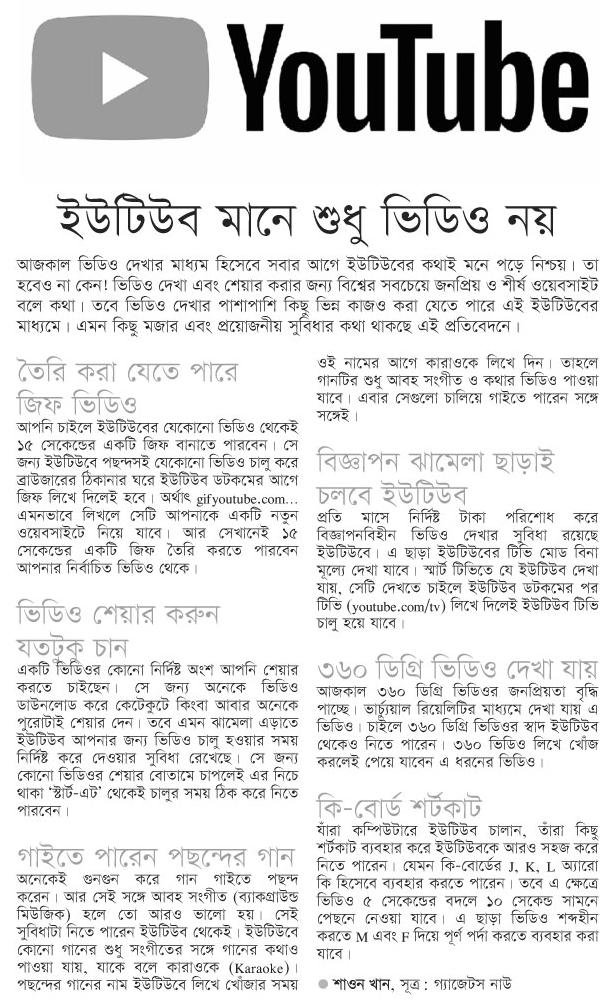 YouTube
ইউটিউব মানে শুধু ভিডিও নয়
আজকাল ভিডিও দেখার মাধ্যম হিসেবে সবার আগে ইউটিউবের কথাই মনে পড়ে নিশ্চয়। তা
হবেও না কেন! ভিডিও দেখা এবং শেয়ার করার জন্য বিশ্বের সবচেয়ে জনপ্রিয় ও শীর্ষ ওয়েবসাইট
বলে কথা। তবে ভিডিও দেখার পাশাপাশি কিছু ভিন্ন কাজও করা যেতে পারে এই ইউটিউবের
মাধ্যমে। এমন কিছু মজার এবং প্রয়োজনীয় সুবিধার কথা থাকছে এই প্রতিবেদনে।
তৈরি করা যেতে পারে
জিফ ভিডিও
আপনি চাইলে ইউটিউবের যেকোনো ভিডিও থেকেই
১৫ সেকেন্ডের একটি জিফ বানাতে পারবেন। সে
জন্য ইউটিউবে পছন্দসই যেকোনো ভিডিও চালু করে
ব্রাউজারের ঠিকানার ঘরে ইউটিউব ডটকমের আগে
জিফ লিখে দিলেই হবে। অর্থাৎ gifyoutube.com...
এমনভাবে লিখলে সেটি আপনাকে একটি নতুন
ওয়েবসাইটে নিয়ে যাবে। আর সেখানেই ১৫
সেকেন্ডের একটি জিফ তৈরি করতে পারবেন
আপনার নির্বাচিত ভিডিও থেকে।
ভিডিও শেয়ার করুন
যতটুকু চান
একটি ভিডিওর কোনো নির্দিষ্ট অংশ আপনি শেয়ার
করতে চাইছেন। সে জন্য অনেকে ভিডিও
ডাউনলোড করে কেটেকুটে কিংবা আবার অনেকে
পুরোটাই শেয়ার দেন। তবে এমন ঝামেলা এড়াতে
ইউটিউব আপনার জন্য ভিডিও চালু হওয়ার সময়
নির্দিষ্ট করে দেওয়ার সুবিধা রেখেছে। সে জন্য
কোনো ভিডিওর শেয়ার বোতামে চাপলেই এর নিচে
থাকা ‘স্টার্ট-এট’ থেকেই চালুর সময় ঠিক করে নিতে
পারবেন।
গাইতে পারেন পছন্দের গান
অনেকেই গুনগুন করে গান গাইতে পছন্দ
করেন। আর সেই সঙ্গে আবহ সংগীত (ব্যাকগ্রাউন্ড
মিউজিক) হলে তো আরও ভালো হয়। সেই
সুবিধাটা নিতে পারেন ইউটিউব থেকেই। ইউটিউবে
কোনো গানের শুধু সংগীতের সঙ্গে গানের কথাও
পাওয়া যায়, যাকে বলে কারাওকে (Karaoke)।
পছন্দের গানের নাম ইউটিউবে লিখে খোঁজার সময়
ওই নামের আগে কারাওকে লিখে দিন। তাহলে
গানটির শুধু আবহ সংগীত ও কথার ভিডিও পাওয়া
যাবে। এবার সেগুলো চালিয়ে গাইতে পারেন সঙ্গে
সঙ্গেই।
বিজ্ঞাপন ঝামেলা ছাড়াই
চলবে ইউটিউব
প্রতি মাসে নির্দিষ্ট টাকা পরিশোধ করে
বিজ্ঞাপনবিহীন ভিডিও দেখার সুবিধা রয়েছে
ইউটিউবে। এ ছাড়া ইউটিউবের টিভি মোড বিনা
মূল্যে দেখা যাবে। স্মার্ট টিভিতে যে ইউটিউব দেখা
যায়, সেটি দেখতে চাইলে ইউটিউব ডটকমের পর
টিভি (youtube.com/tv) লিখে দিলেই ইউটিউব টিভি
চালু হয়ে যাবে।
৩৬০ ডিগ্রি ভিডিও দেখা যায়
আজকাল ৩৬০ ডিগ্রি ভিডিওর জনপ্রিয়তা বৃদ্ধি
পাচ্ছে। ভার্চ্যুয়াল রিয়েলিটির মাধ্যমে দেখা যায় এ
ভিডিও। চাইলে ৩৬০ ডিগ্রি ভিডিওর স্বাদ ইউটিউব
থেকেও নিতে পারেন। ৩৬০ ভিডিও লিখে খোঁজ
করলেই পেয়ে যাবেন এ ধরনের ভিডিও।
কি-বোর্ড শর্টকাট
যাঁরা কম্পিউটারে ইউটিউব চালান, তাঁরা কিছু
শর্টকাট ব্যবহার করে ইউটিউবকে আরও সহজ করে
নিতে পারেন। যেমন কি-বোর্ডের J, K, L অ্যারো
কি হিসেবে ব্যবহার করতে পারেন। তবে এ ক্ষেত্রে
ভিডিও ৫ সেকেন্ডের বদলে ১০ সেকেন্ড সামনে
পেছনে নেওয়া যাবে। এ ছাড়া ভিডিও শব্দহীন
করতে M এবং F দিয়ে পূর্ণ পর্দা করতে ব্যবহার করা
যাবে।
● শাওন খান, সূত্র : গ্যাজেটস নাউ